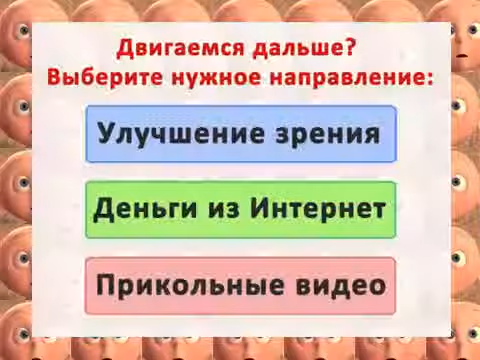 Двигаемся дальше?
Выберите нужное направление:
Улучшение зрения
Деньги из Интернет
Прикольные видео